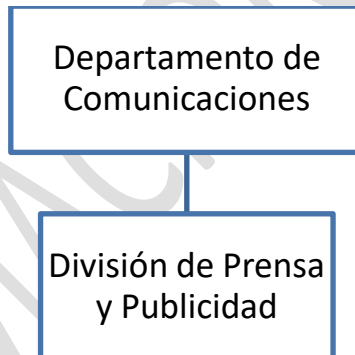 Departamento de
Comunicaciones
División de Prensa
y Publicidad